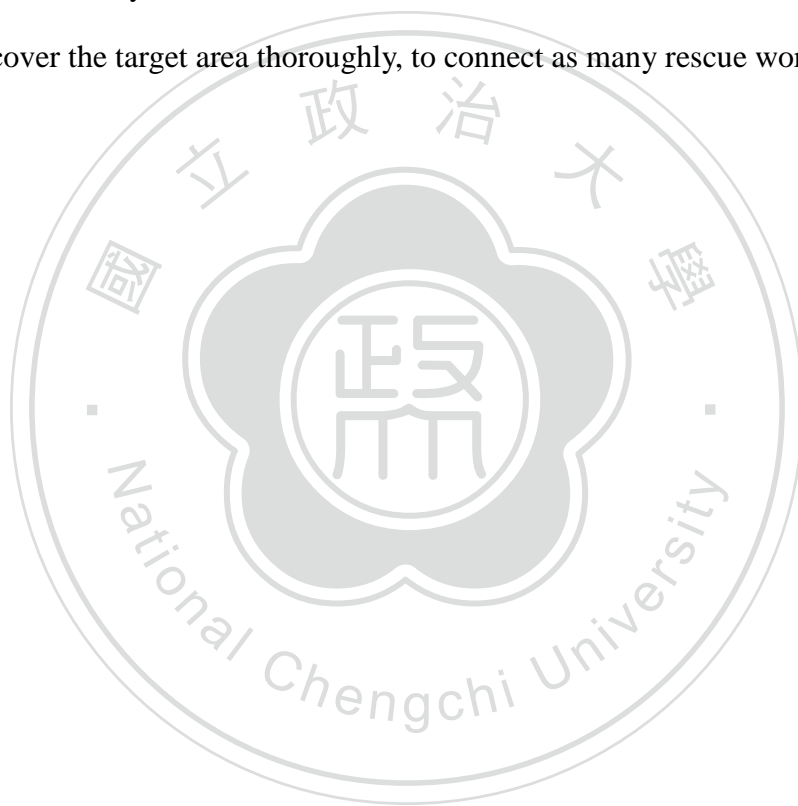 cover the target area thoroughly, to connect as many rescue wor
國立政治大學
政
National Chengchi University